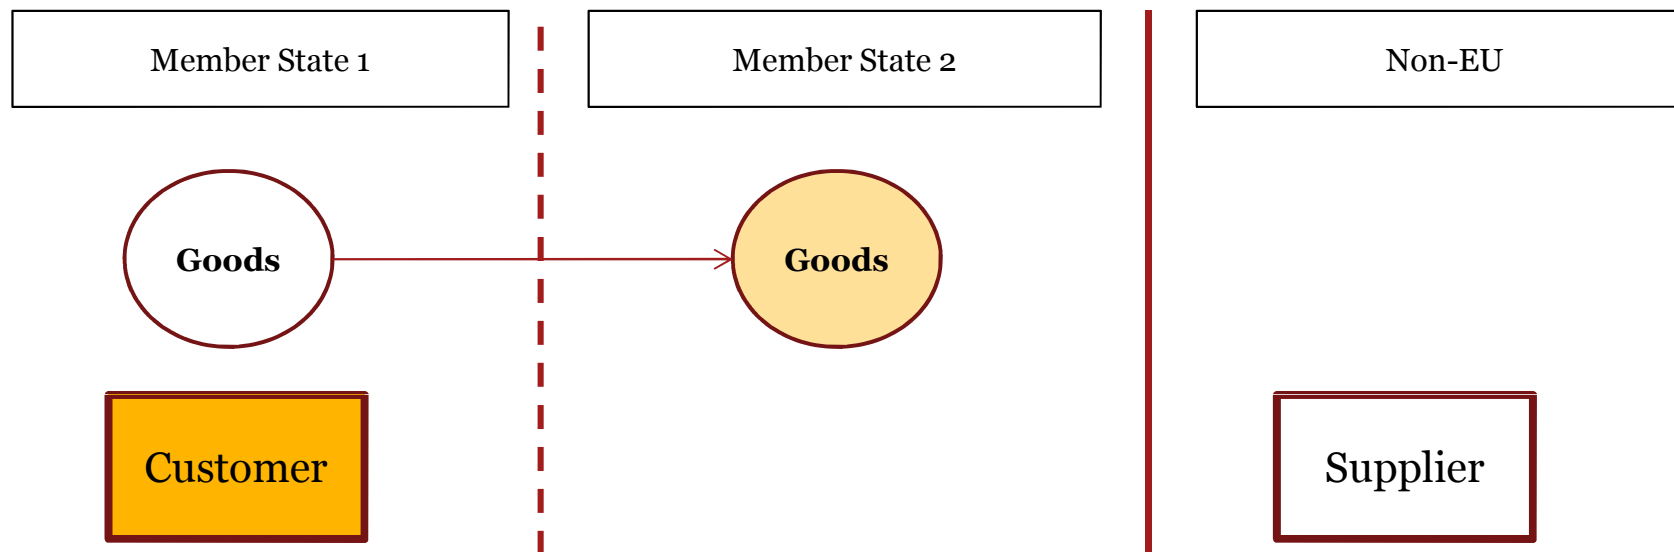 Member State 1
Member State 2
Non-EU
Goods
Goods
Customer
Supplier